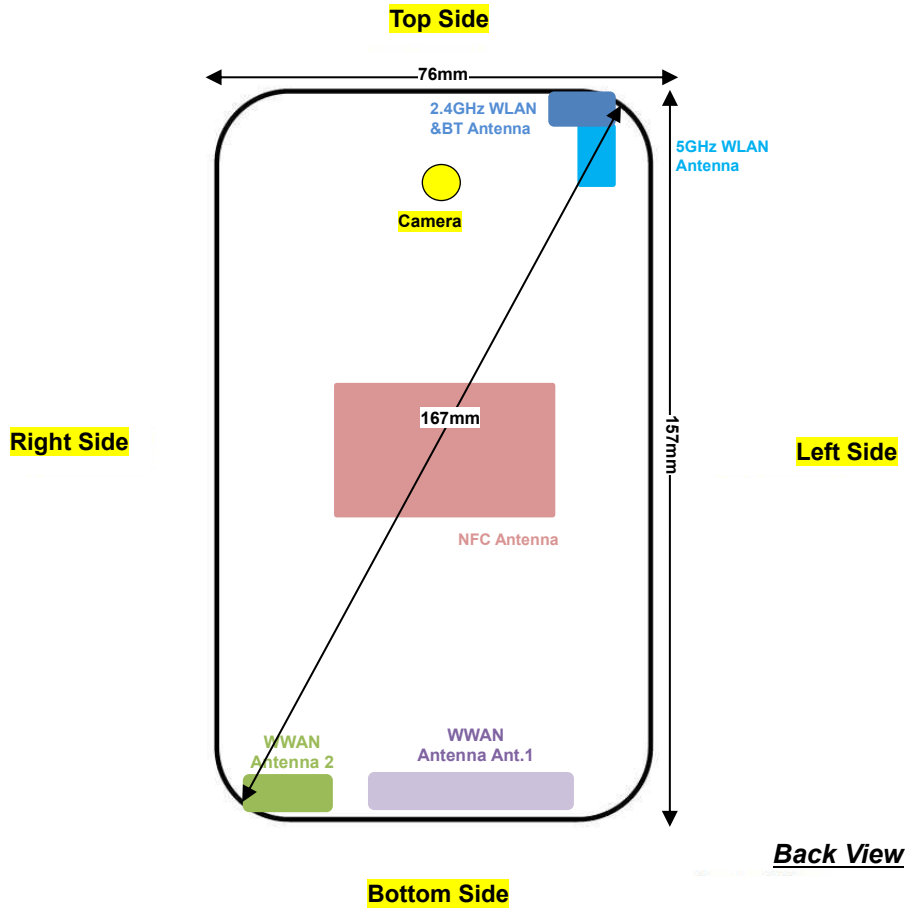 Top Side
76mm
2.4GHz WLAN
&BT Antenna
5GHz WLAN
Antenna
Camera
167mm
157mm
Right Side
Left Side
NFC Antenna
WWAN
Antenna 2
WWAN
Antenna Ant.1
Back View
Bottom Side